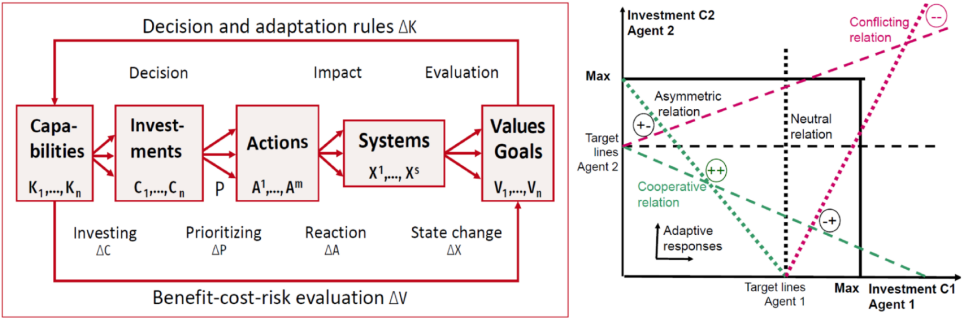 Decision and adaptation rules ΔK
Decision
Impact
Evaluation
Capa-
bilities
K1,..., Kn
Invest-
ments
C1,..., Cn
P
Actions
A1,..., Am
Systems
X1,..., Xs
Values
Goals
V1,..., Vn
Investing
ΔC
Prioritizing
ΔP
Reaction
ΔA
State change
ΔX
Benefit-cost-risk evaluation ΔV
Investment C2
Agent 2
Conflicting
relation
--
Max
Asymmetric
relation
Neutral
relation
+-
Target
lines
Agent 2
++
Cooperative
relation
-+
Adaptive
responses
Target lines
Agent 1
Max
Investment C1
Agent 1